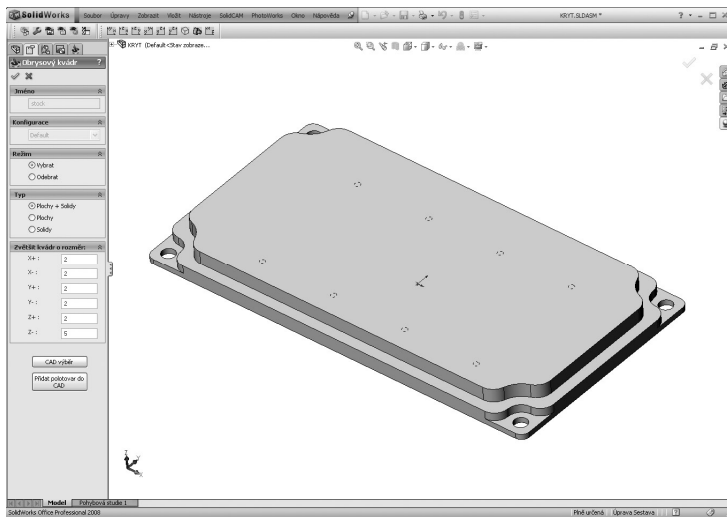 SolidWorks Soubor Úpravy Zobrazit Vložit Nástroje SolidCAM PhotoWorks Okno Nápověda KRYT.SLDASM *
KRYT (Default<Stav zobraze...
Obrysový kvádr ?
Jméno
stock
Konfigurace
Default
Režim
Vybrat
Odebrat
Typ
Plochy + Solidy
Plochy
Solidy
Zvětšit kvádr o rozměr:
X+ : 2
X- : 2
Y+ : 2
Y- : 2
Z+ : 2
Z- : 5
CAD výběr
Přidat polotovar do
CAD
Z
Y
X
Model Pohybová studie 1
SolidWorks Office Professional 2008 Plně určená Úprava Sestava